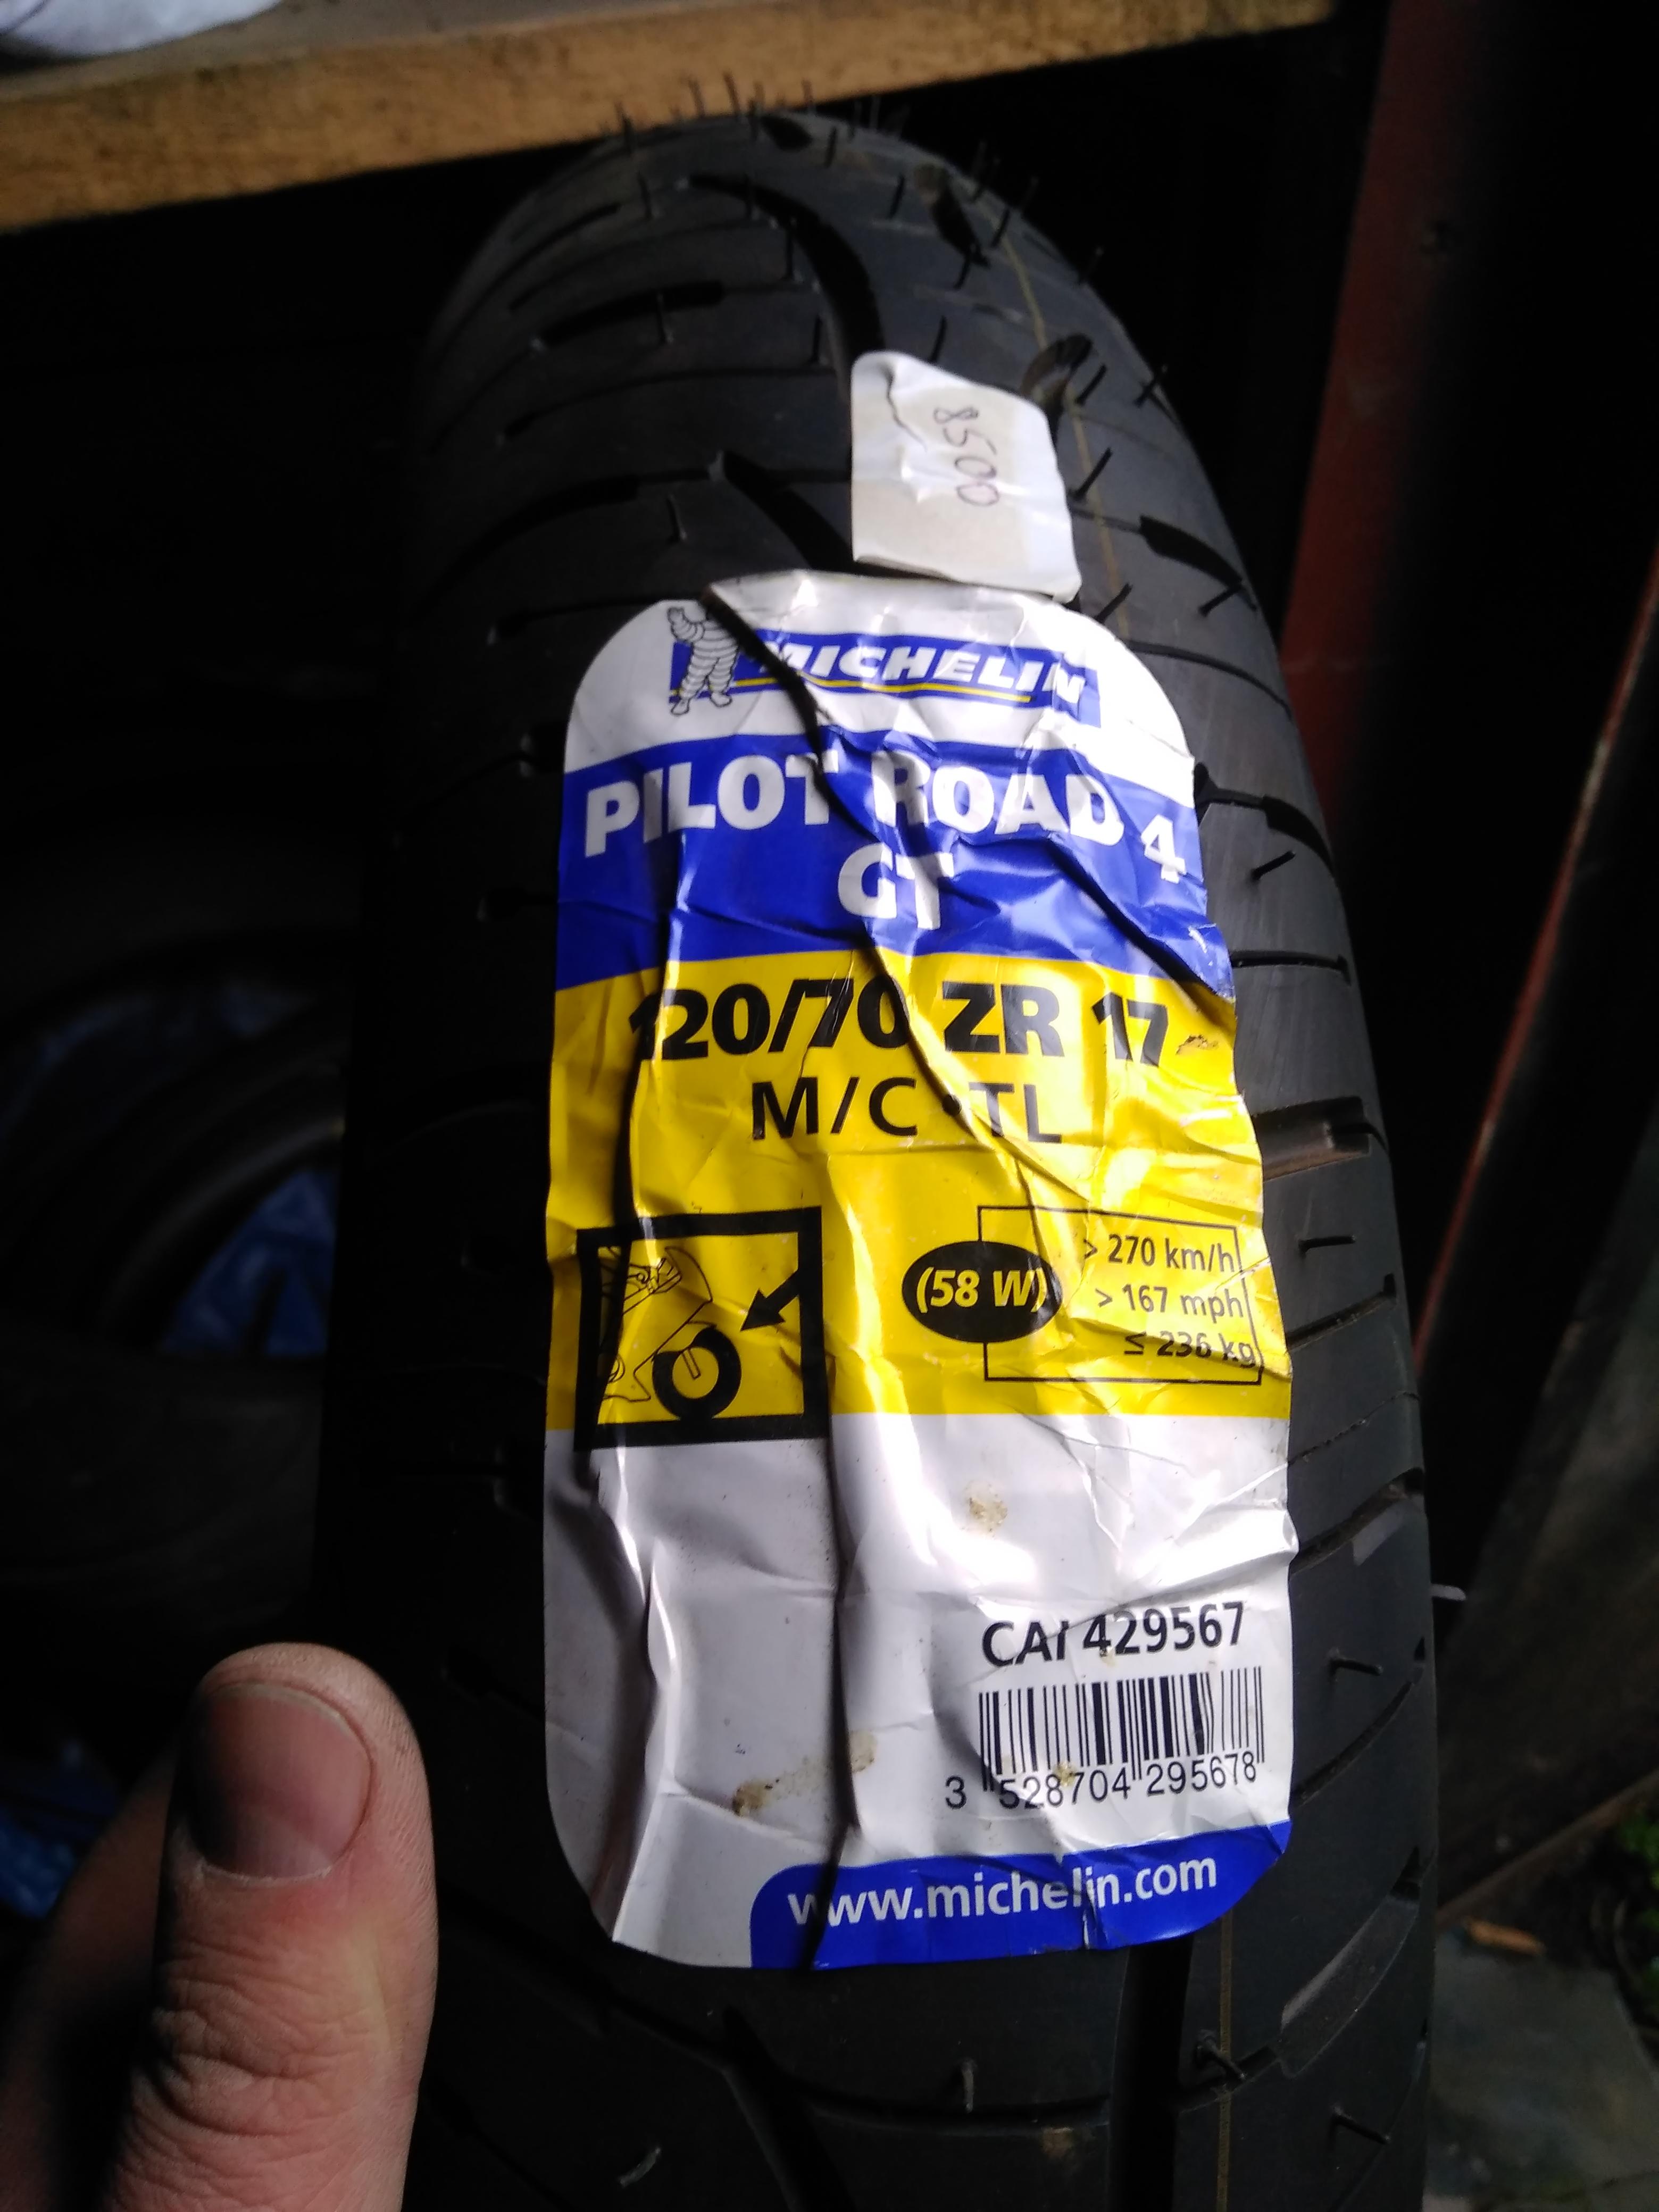 8500
MICHELIN
PILOT ROAD 4
GT
120/70 ZR 17
M/C • TL
(58 W)
> 270 km/h
> 167 mph
≤ 236 kg
CAI 429567
3 528704 295678
www.michelin.com